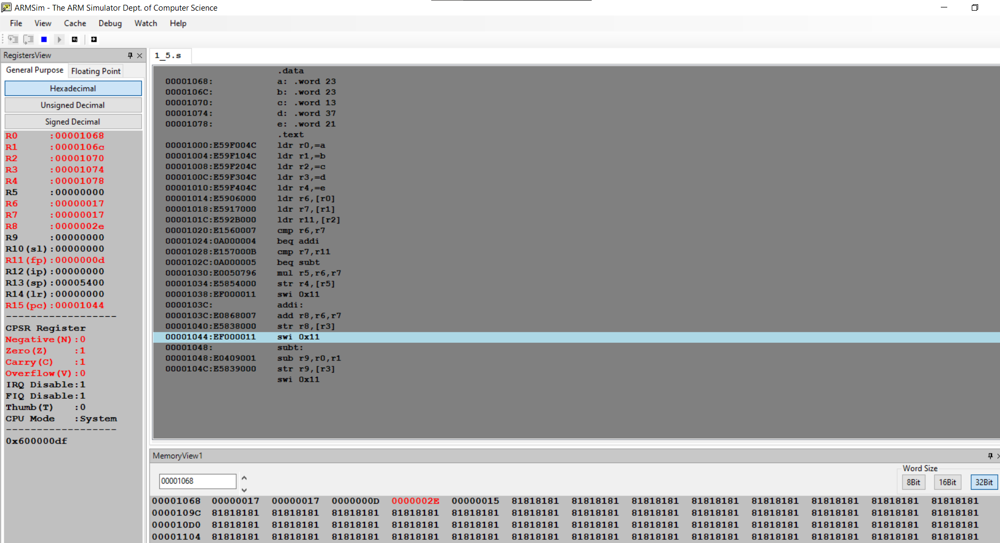 ARMSim - The ARM Simulator Dept. of Computer Science
File View Cache Debug Watch Help
RegistersView
General Purpose Floating Point
Hexadecimal
Unsigned Decimal
Signed Decimal
R0 :00001068
R1 :0000106c
R2 :00001070
R3 :00001074
R4 :00001078
R5 :00000000
R6 :00000017
R7 :00000017
R8 :0000002e
R9 :00000000
R10(sl):00000000
R11(fp):0000000d
R12(ip):00000000
R13(sp):00005400
R14(lr):00000000
R15(pc):00001044
------------------
CPSR Register
Negative(N):0
Zero(Z) :1
Carry(C) :1
Overflow(V):0
IRQ Disable:1
FIQ Disable:1
Thumb(T) :0
CPU Mode :System
------------------
0x600000df
1_5.s
.data
00001068: a: .word 23
0000106C: b: .word 23
00001070: c: .word 13
00001074: d: .word 37
00001078: e: .word 21
.text
00001000:E59F004C ldr r0,=a
00001004:E59F104C ldr r1,=b
00001008:E59F204C ldr r2,=c
0000100C:E59F304C ldr r3,=d
00001010:E59F404C ldr r4,=e
00001014:E5906000 ldr r6,[r0]
00001018:E5917000 ldr r7,[r1]
0000101C:E592B000 ldr r11,[r2]
00001020:E1560007 cmp r6,r7
00001024:0A000004 beq addi
00001028:E157000B cmp r7,r11
0000102C:0A000005 beq subt
00001030:E0050796 mul r5,r6,r7
00001034:E5854000 str r4,[r5]
00001038:EF000011 swi 0x11
0000103C: addi:
0000103C:E0868007 add r8,r6,r7
00001040:E5838000 str r8,[r3]
00001044:EF000011 swi 0x11
00001048: subt:
00001048:E0409001 sub r9,r0,r1
0000104C:E5839000 str r9,[r3]
swi 0x11
MemoryView1
Word Size
00001068 8Bit 16Bit 32Bit
00001068 00000017 00000017 0000000D 0000002E 00000015 81818181 81818181 81818181 81818181 81818181 81818181 81818181 81818181
0000109C 81818181 81818181 81818181 81818181 81818181 81818181 81818181 81818181 81818181 81818181 81818181 81818181 81818181
000010D0 81818181 81818181 81818181 81818181 81818181 81818181 81818181 81818181 81818181 81818181 81818181 81818181 81818181
00001104 81818181 81818181 81818181 81818181 81818181 81818181 81818181 81818181 81818181 81818181 81818181 81818181 81818181